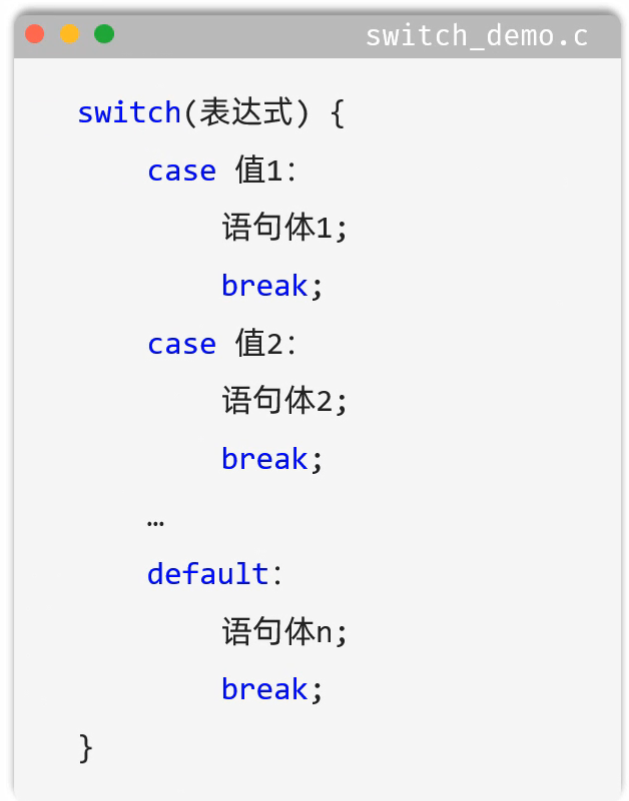 switch_demo.c
switch(表达式) {
case 值1:
语句体1;
break;
case 值2:
语句体2;
break;
…
default:
语句体n;
break;
}